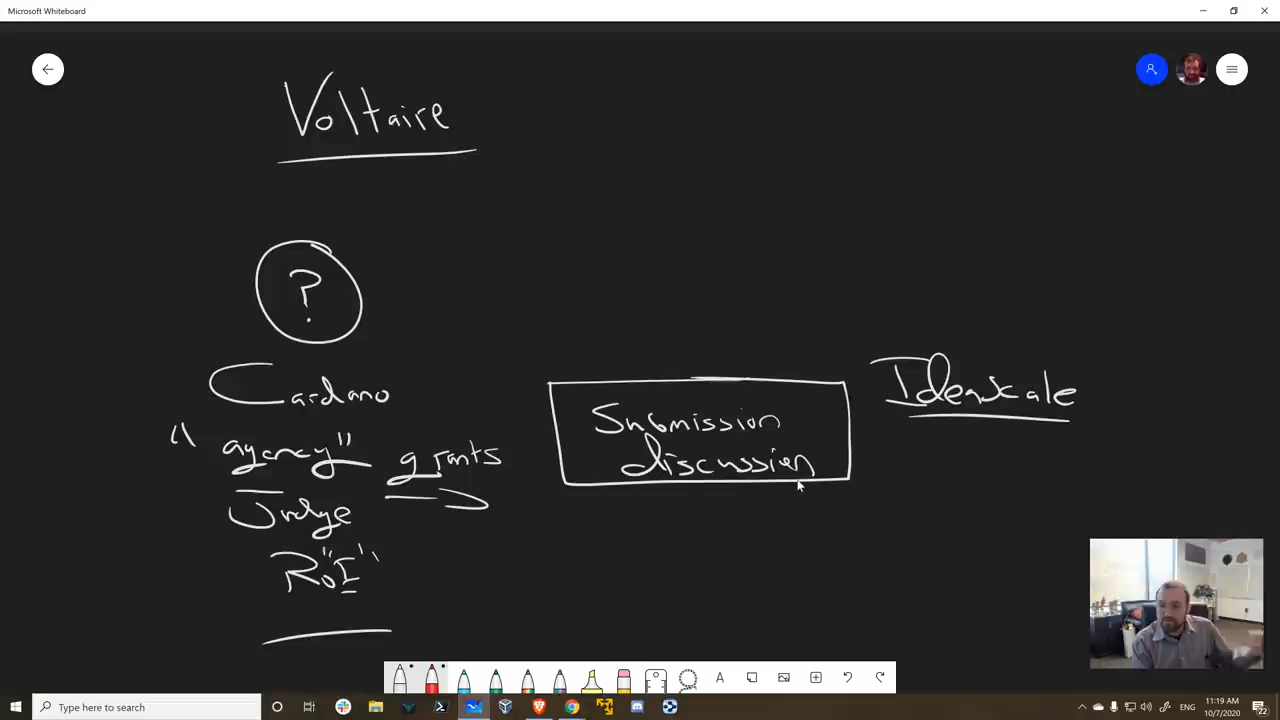 Microsoft Whiteboard
Voltaire
?
Cardano
"agency" grants
Judge
RoI"
Submission
discussion
IdeaScale
A
Type here to search
ENG
11:19 AM
10/7/2020
22